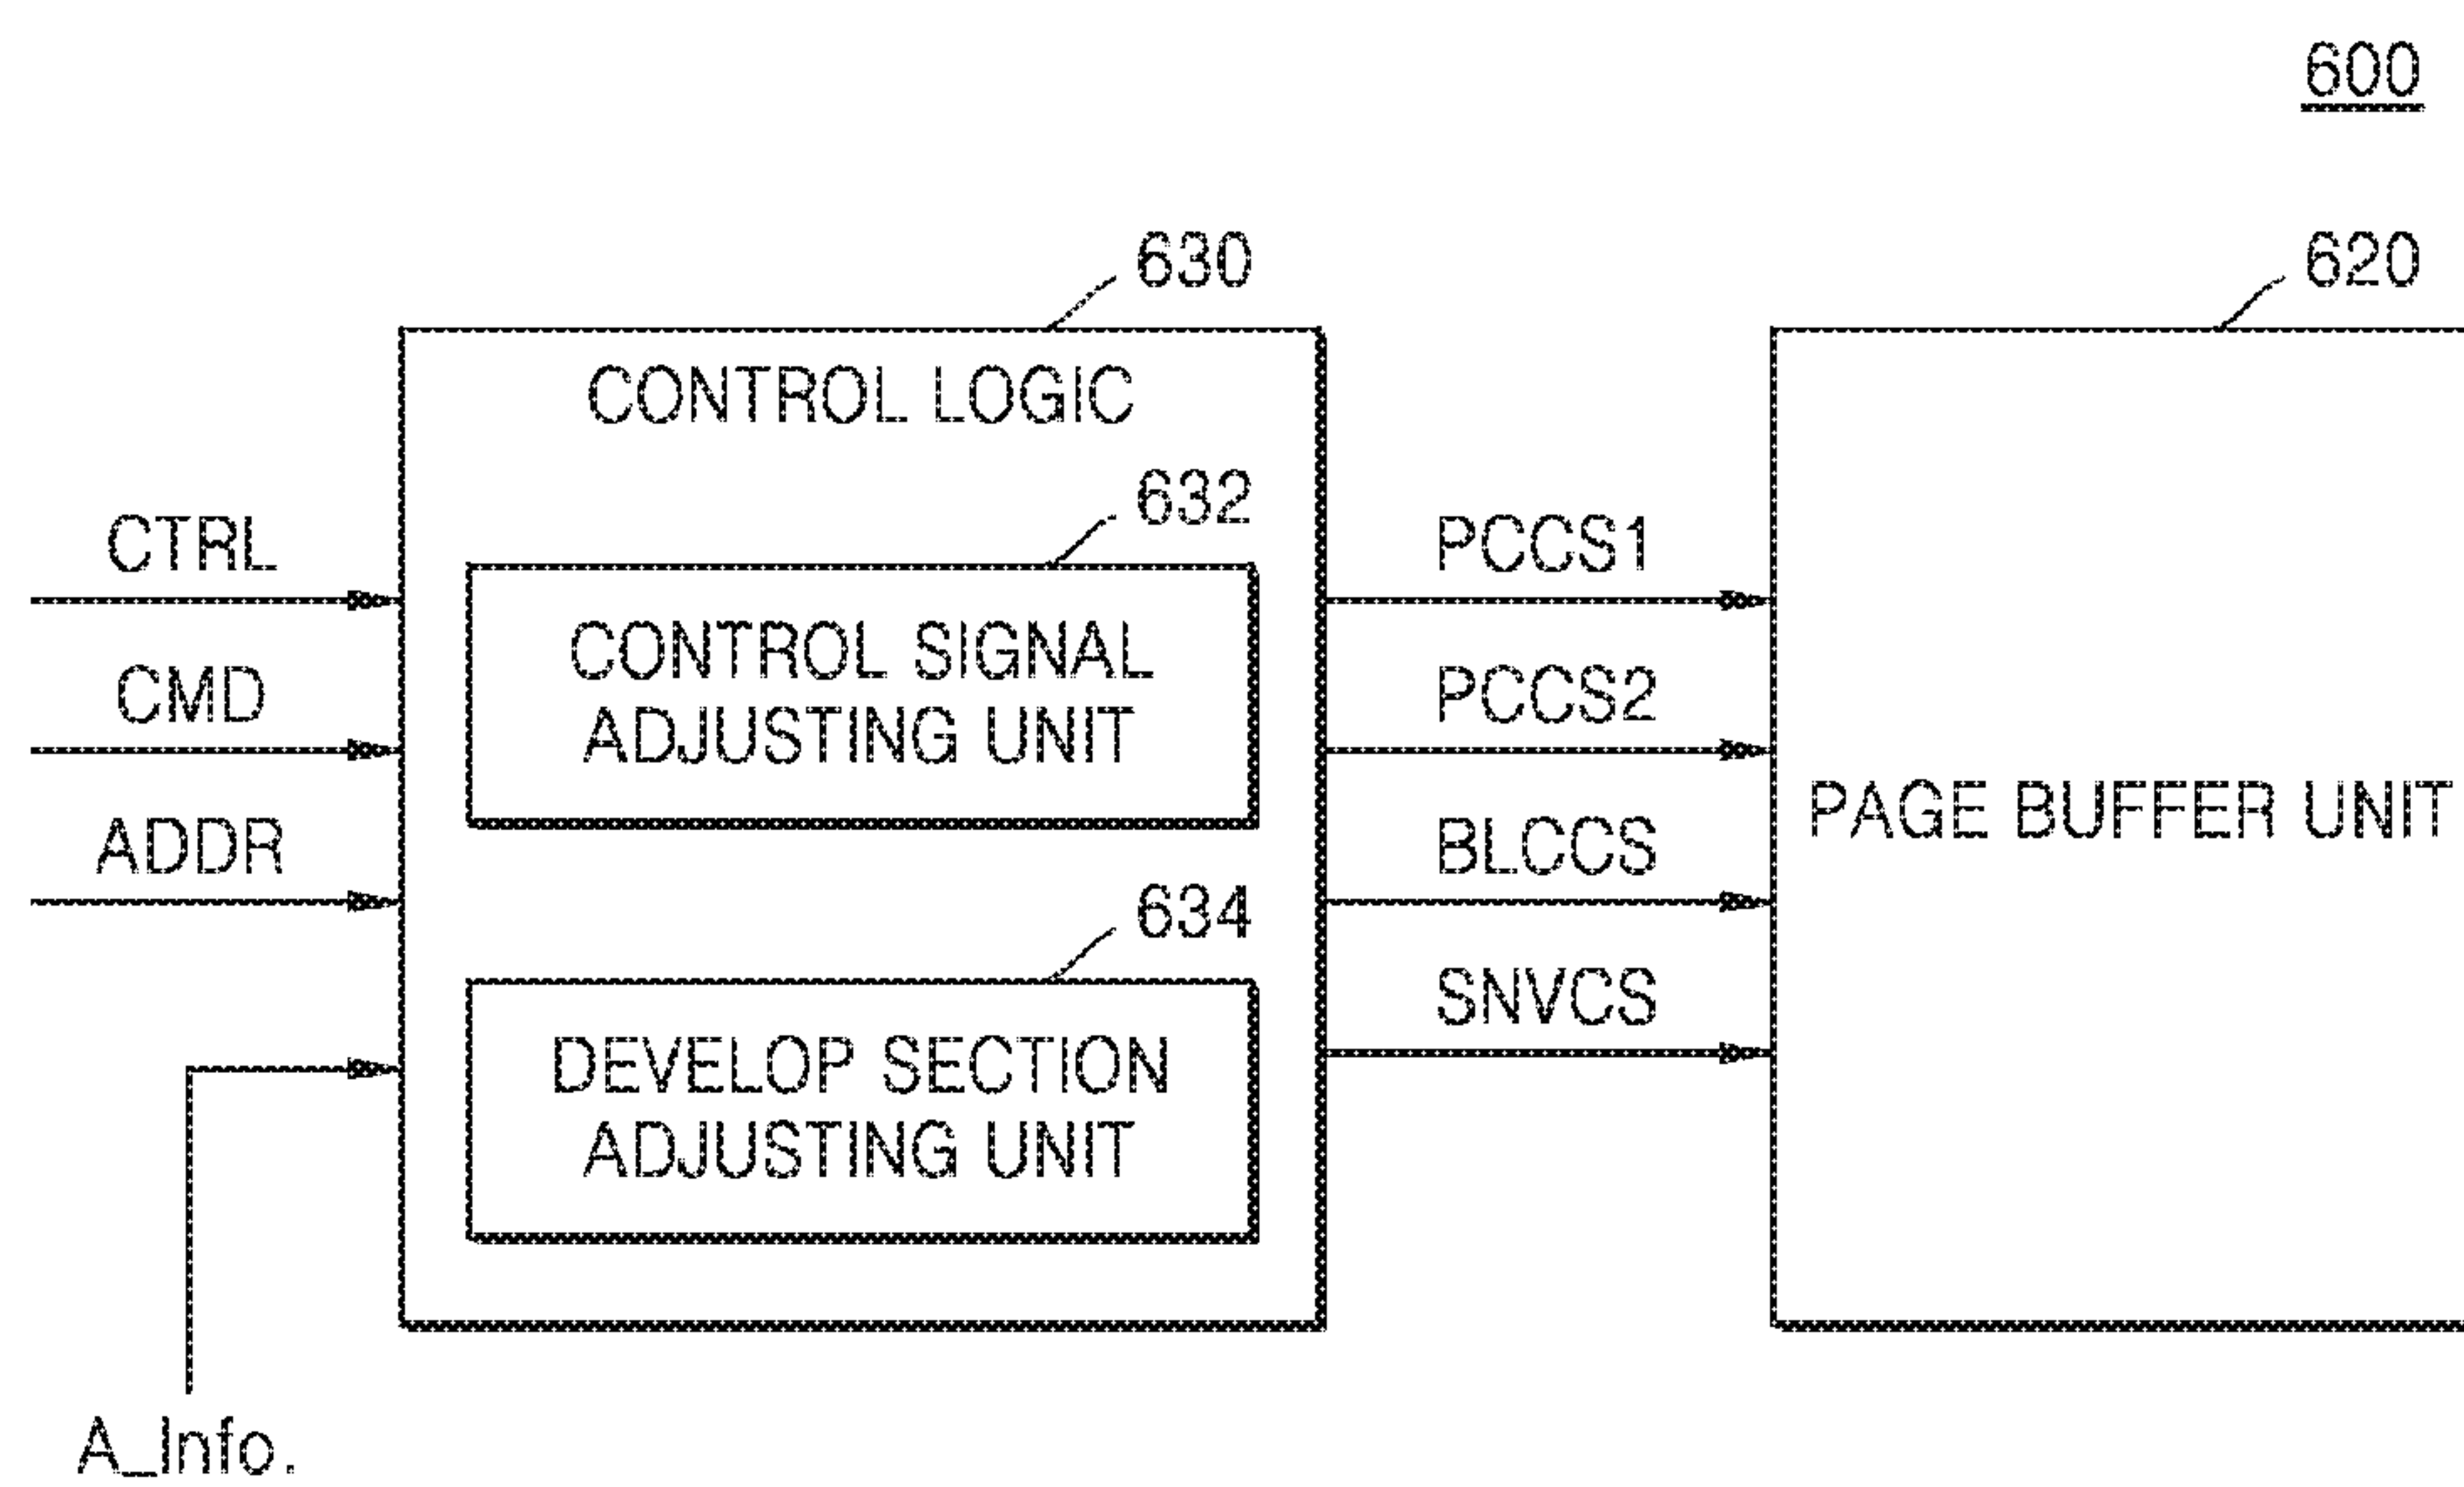 600
630
620
CONTROL LOGIC
632
CTRL
PCCS1
CONTROL SIGNAL
ADJUSTING UNIT
CMD
PCCS2
PAGE BUFFER UNIT
ADDR
BLCCS
634
SNVCS
DEVELOP SECTION
ADJUSTING UNIT
A_Info.